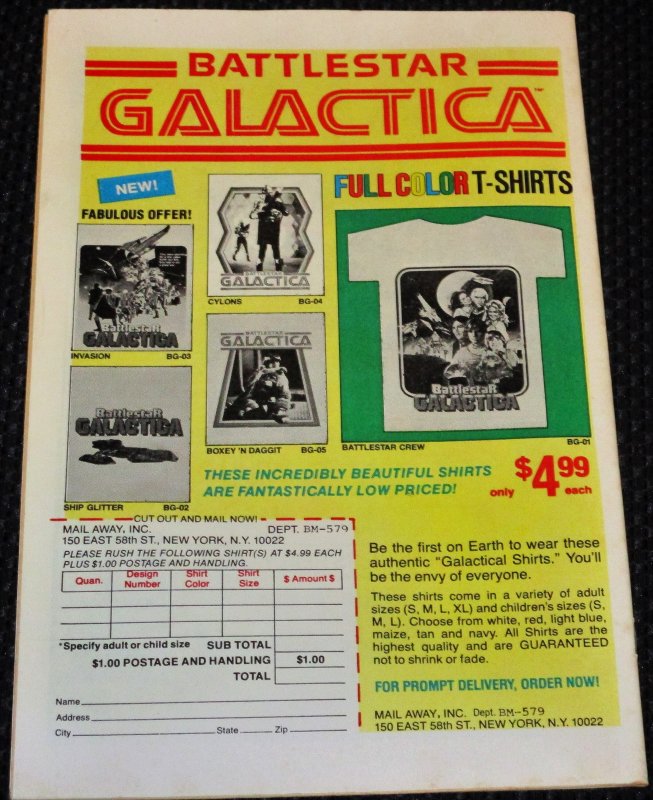 BATTLESTAR
GALACTICA™
NEW!
FABULOUS OFFER!
FULL COLOR T-SHIRTS
BATTLESTAR
GALACTICA
CYLONS BG-04
Battlestar
GALACTICA
INVASION BG-03
BATTLESTAR
GALACTICA
BOXEY 'N DAGGIT BG-05
Battlestar
GALACTICA
SHIP GLITTER BG-02
Battlestar
GALACTICA
BATTLESTAR CREW BG-01
THESE INCREDIBLY BEAUTIFUL SHIRTS
ARE FANTASTICALLY LOW PRICED!
only $4.99 each
CUT OUT AND MAIL NOW!
MAIL AWAY, INC. DEPT. BM-579
150 EAST 58th ST., NEW YORK, N.Y. 10022
PLEASE RUSH THE FOLLOWING SHIRT(S) AT $4.99 EACH
PLUS $1.00 POSTAGE AND HANDLING.
Quan. Design Number Shirt Color Shirt Size $ Amount $
*Specify adult or child size SUB TOTAL
$1.00 POSTAGE AND HANDLING $1.00
TOTAL
Name
Address
City State Zip
Be the first on Earth to wear these
authentic "Galactical Shirts." You'll
be the envy of everyone.
These shirts come in a variety of adult
sizes (S, M, L, XL) and children's sizes (S,
M, L). Choose from white, red, light blue,
maize, tan and navy. All Shirts are the
highest quality and are GUARANTEED
not to shrink or fade.
FOR PROMPT DELIVERY, ORDER NOW!
MAIL AWAY, INC. Dept. BM-579
150 EAST 58th ST., NEW YORK, N.Y. 10022